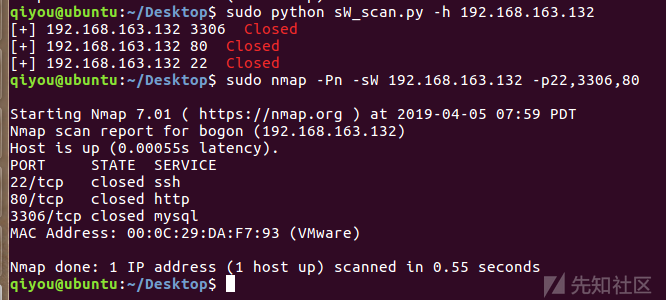 qiyou@ubuntu:~/Desktop$ sudo python sW_scan.py -h 192.168.163.132
[+] 192.168.163.132 3306  Closed
[+] 192.168.163.132 80  Closed
[+] 192.168.163.132 22  Closed
qiyou@ubuntu:~/Desktop$ sudo nmap -Pn -sW 192.168.163.132 -p22,3306,80
Starting Nmap 7.01 ( https://nmap.org ) at 2019-04-05 07:59 PDT
Nmap scan report for bogon (192.168.163.132)
Host is up (0.00055s latency).
PORT     STATE  SERVICE
22/tcp   closed ssh
80/tcp   closed http
3306/tcp closed mysql
MAC Address: 00:0C:29:DA:F7:93 (VMware)
Nmap done: 1 IP address (1 host up) scanned in 0.55 seconds
qiyou@ubuntu:~/Desktop$
先知社区